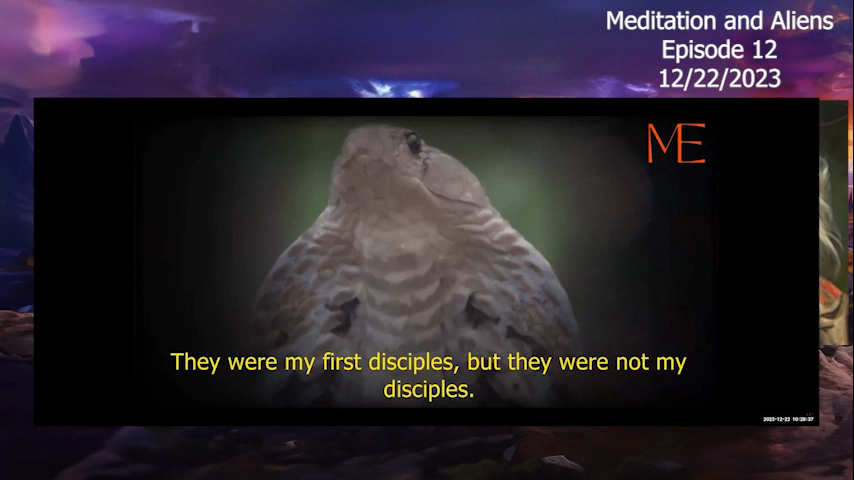 Meditation and Aliens
Episode 12
12/22/2023
ME
They were my first disciples, but they were not my
disciples.
2023-12-22 10:28:37